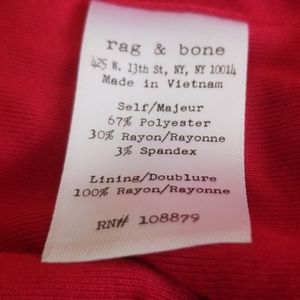 rag & bone
425 W. 13th St, NY, NY 10014
Made in Vietnam
Self/Majeur
67% Polyester
30% Rayon/Rayonne
3% Spandex
Lining/Doublure
100% Rayon/Rayonne
RN# 108879